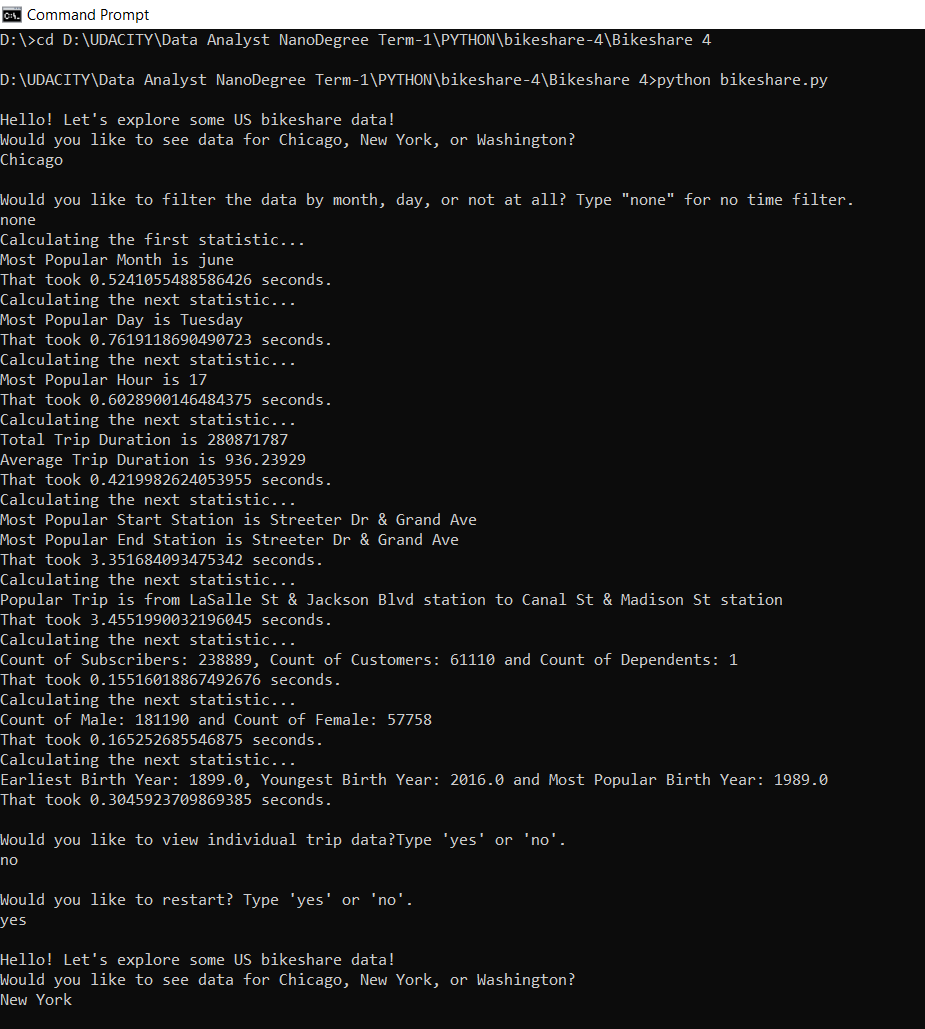 Command Prompt
D:\>cd D:\UDACITY\Data Analyst NanoDegree Term-1\PYTHON\bikeshare-4\Bikeshare 4
D:\UDACITY\Data Analyst NanoDegree Term-1\PYTHON\bikeshare-4\Bikeshare 4>python bikeshare.py
Hello! Let's explore some US bikeshare data!
Would you like to see data for Chicago, New York, or Washington?
Chicago
Would you like to filter the data by month, day, or not at all? Type "none" for no time filter.
none
Calculating the first statistic...
Most Popular Month is june
That took 0.5241055488586426 seconds.
Calculating the next statistic...
Most Popular Day is Tuesday
That took 0.7619118690490723 seconds.
Calculating the next statistic...
Most Popular Hour is 17
That took 0.6028900146484375 seconds.
Calculating the next statistic...
Total Trip Duration is 280871787
Average Trip Duration is 936.23929
That took 0.4219982624053955 seconds.
Calculating the next statistic...
Most Popular Start Station is Streeter Dr & Grand Ave
Most Popular End Station is Streeter Dr & Grand Ave
That took 3.351684093475342 seconds.
Calculating the next statistic...
Popular Trip is from LaSalle St & Jackson Blvd station to Canal St & Madison St station
That took 3.4551990032196045 seconds.
Calculating the next statistic...
Count of Subscribers: 238889, Count of Customers: 61110 and Count of Dependents: 1
That took 0.15516018867492676 seconds.
Calculating the next statistic...
Count of Male: 181190 and Count of Female: 57758
That took 0.165252685546875 seconds.
Calculating the next statistic...
Earliest Birth Year: 1899.0, Youngest Birth Year: 2016.0 and Most Popular Birth Year: 1989.0
That took 0.3045923709869385 seconds.
Would you like to view individual trip data?Type 'yes' or 'no'.
no
Would you like to restart? Type 'yes' or 'no'.
yes
Hello! Let's explore some US bikeshare data!
Would you like to see data for Chicago, New York, or Washington?
New York